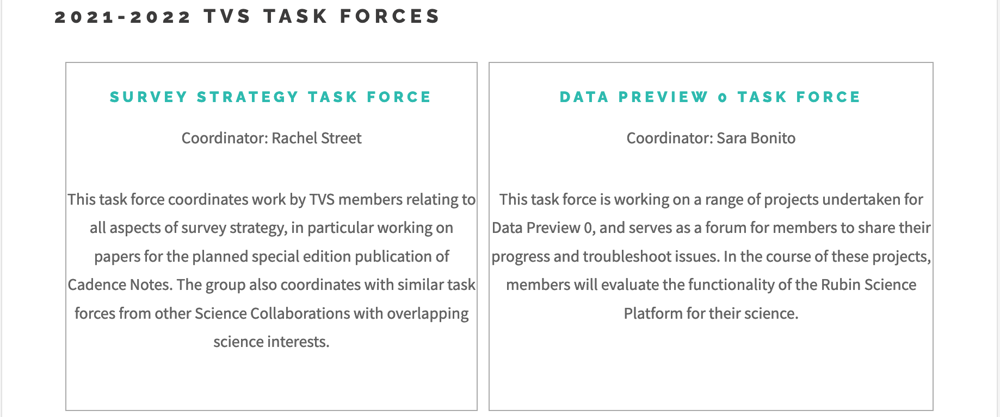 2021-2022 TVS TASK FORCES
SURVEY STRATEGY TASK FORCE
Coordinator: Rachel Street
This task force coordinates work by TVS members relating to
all aspects of survey strategy, in particular working on
papers for the planned special edition publication of
Cadence Notes. The group also coordinates with similar task
forces from other Science Collaborations with overlapping
science interests.
DATA PREVIEW 0 TASK FORCE
Coordinator: Sara Bonito
This task force is working on a range of projects undertaken for
Data Preview 0, and serves as a forum for members to share their
progress and troubleshoot issues. In the course of these projects,
members will evaluate the functionality of the Rubin Science
Platform for their science.